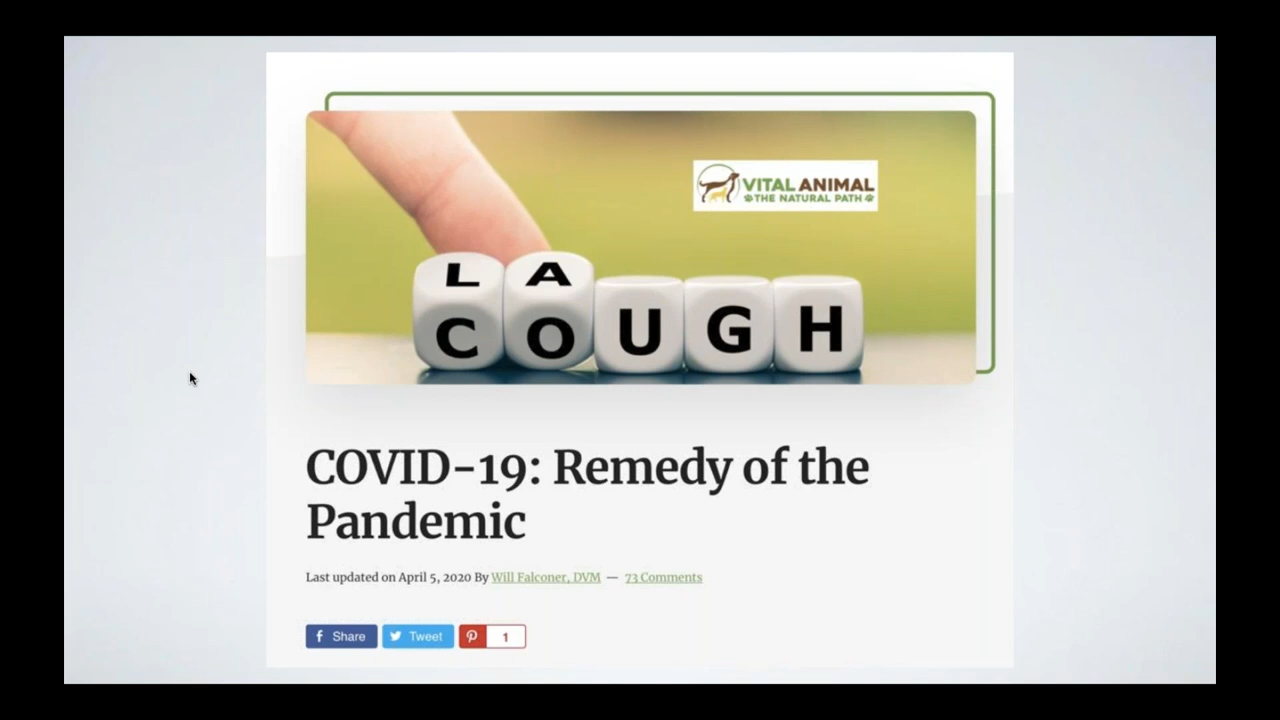 VITAL ANIMAL
THE NATURAL PATH
L A
C O U G H
COVID-19: Remedy of the
Pandemic
Last updated on April 5, 2020 By Will Falconer, DVM — 73 Comments
Share Tweet 1